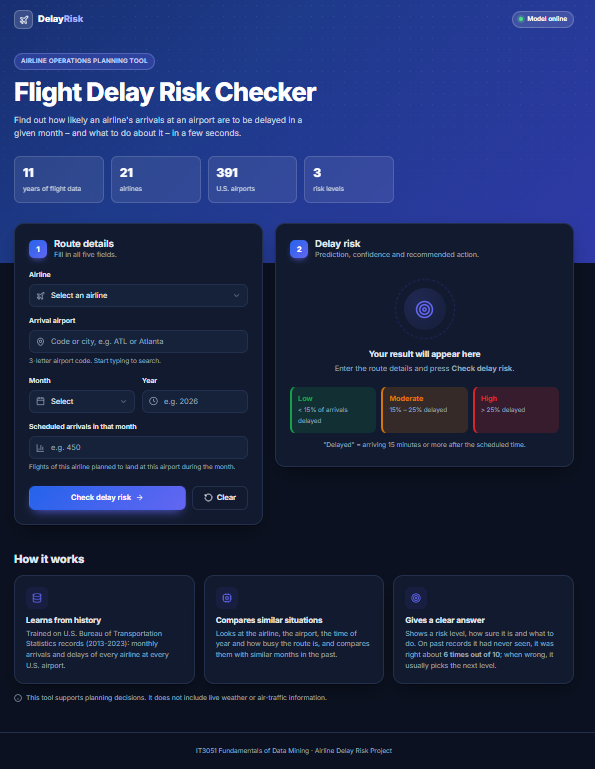 DelayRisk
Model online
AIRLINE OPERATIONS PLANNING TOOL
Flight Delay Risk Checker
Find out how likely an airline's arrivals at an airport are to be delayed in a
given month – and what to do about it – in a few seconds.
11
years of flight data
21
airlines
391
U.S. airports
3
risk levels
1
Route details
Fill in all five fields.
Airline
Select an airline
Arrival airport
Code or city, e.g. ATL or Atlanta
3-letter airport code. Start typing to search.
Month
Year
Select
e.g. 2026
Scheduled arrivals in that month
e.g. 450
Flights of this airline planned to land at this airport during the month.
Check delay risk →
Clear
2
Delay risk
Prediction, confidence and recommended action.
Your result will appear here
Enter the route details and press Check delay risk.
Low
< 15% of arrivals
delayed
Moderate
15% – 25% delayed
High
> 25% delayed
"Delayed" = arriving 15 minutes or more after the scheduled time.
How it works
Learns from history
Trained on U.S. Bureau of Transportation
Statistics records (2013-2023): monthly
arrivals and delays of every airline at every
U.S. airport.
Compares similar situations
Looks at the airline, the airport, the time of
year and how busy the route is, and compares
them with similar months in the past.
Gives a clear answer
Shows a risk level, how sure it is and what to
do. On past records it had never seen, it was
right about 6 times out of 10; when wrong, it
usually picks the next level.
This tool supports planning decisions. It does not include live weather or air-traffic information.
IT3051 Fundamentals of Data Mining · Airline Delay Risk Project